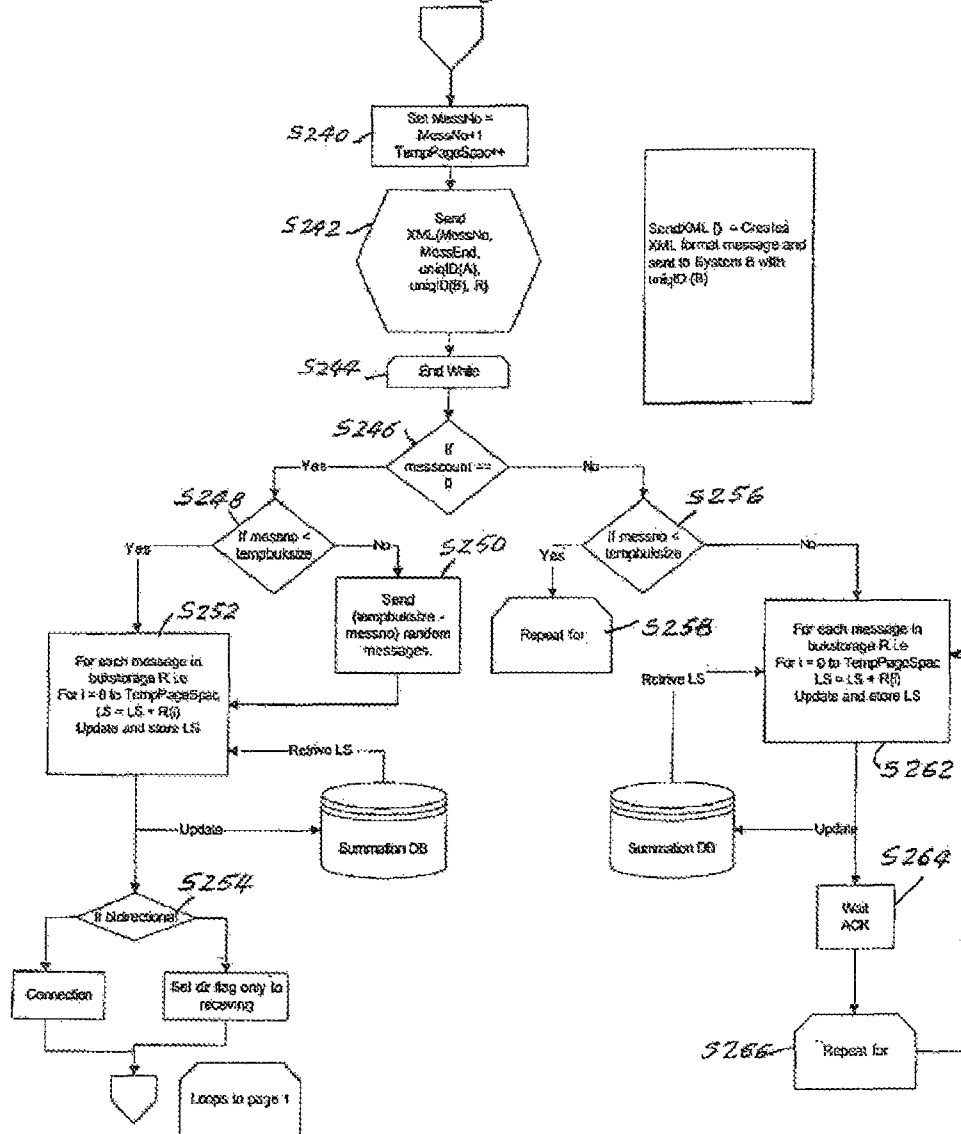 S240
Set MessNo =
MessNo+1
TempPageSpac++
S242
Send
XML(MessNo,
MessEnd,
uniqID(A),
uniqID(B), R)
SendXML () = Created
XML format message and
sent to System B with
uniqID (B)
S244
End While
S246
If
messcount ==
0
Yes
No
S248
If messno <
tempbuksize
Yes
No
S250
Send
(tempbuksize -
messno) random
messages.
S256
If messno <
tempbuksize
Yes
No
Repeat for
S258
S252
For each message in
bukstorage R i.e
For i = 0 to TempPageSpac
LS = LS + R(i)
Update and store LS
Retrive LS
Update
Summation DB
For each message in
bukstorage R i.e
For i = 0 to TempPageSpac
LS = LS + R(i)
Update and store LS
S262
Retrive LS
Update
Summation DB
S264
Wait
ACK
S254
If bidirectional
Connection
Set dir flag only to
receving
S266
Repeat for
Loops to page 1